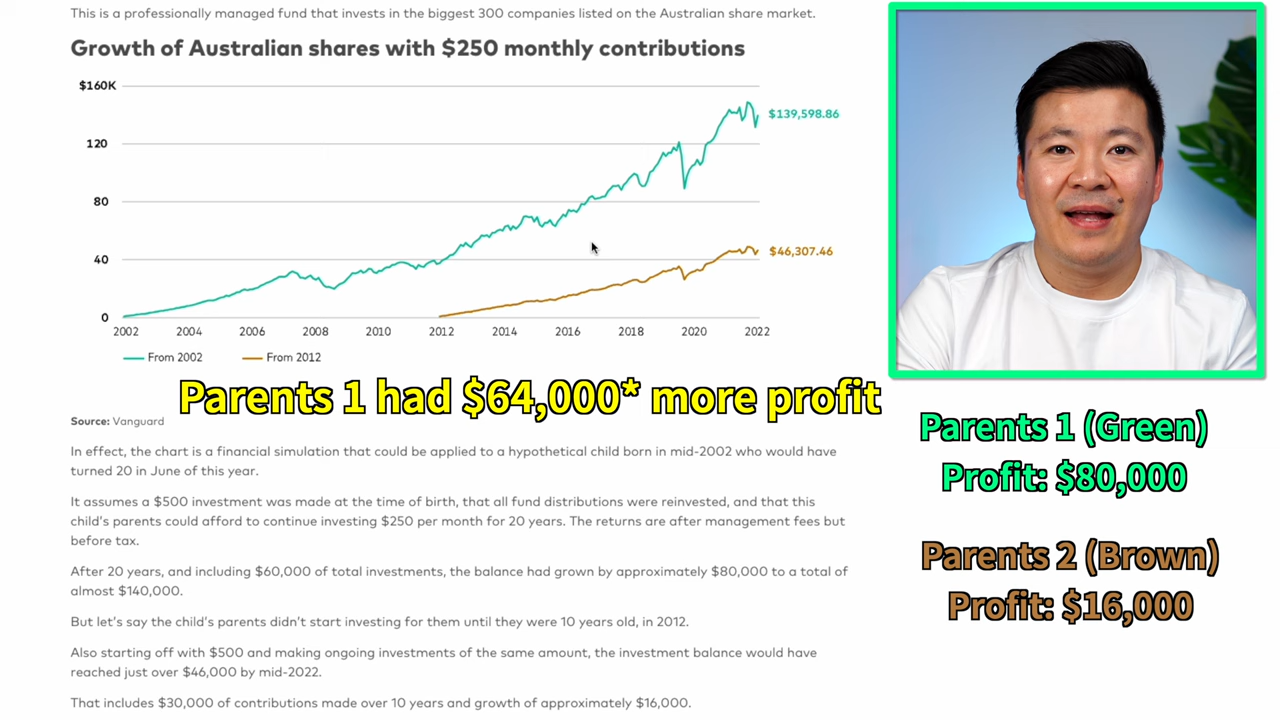 This is a professionally managed fund that invests in the biggest 300 companies listed on the Australian share market.
Growth of Australian shares with $250 monthly contributions
$160K
120
80
40
0
$139,598.86
$46,307.46
2002 2004 2006 2008 2010 2012 2014 2016 2018 2020 2022
From 2002 From 2012
Parents 1 had $64,000* more profit
Source: Vanguard
In effect, the chart is a financial simulation that could be applied to a hypothetical child born in mid-2002 who would have
turned 20 in June of this year.
It assumes a $500 investment was made at the time of birth, that all fund distributions were reinvested, and that this
child's parents could afford to continue investing $250 per month for 20 years. The returns are after management fees but
before tax.
After 20 years, and including $60,000 of total investments, the balance had grown by approximately $80,000 to a total of
almost $140,000.
But let's say the child's parents didn't start investing for them until they were 10 years old, in 2012.
Also starting off with $500 and making ongoing investments of the same amount, the investment balance would have
reached just over $46,000 by mid-2022.
That includes $30,000 of contributions made over 10 years and growth of approximately $16,000.
Parents 1 (Green)
Profit: $80,000
Parents 2 (Brown)
Profit: $16,000